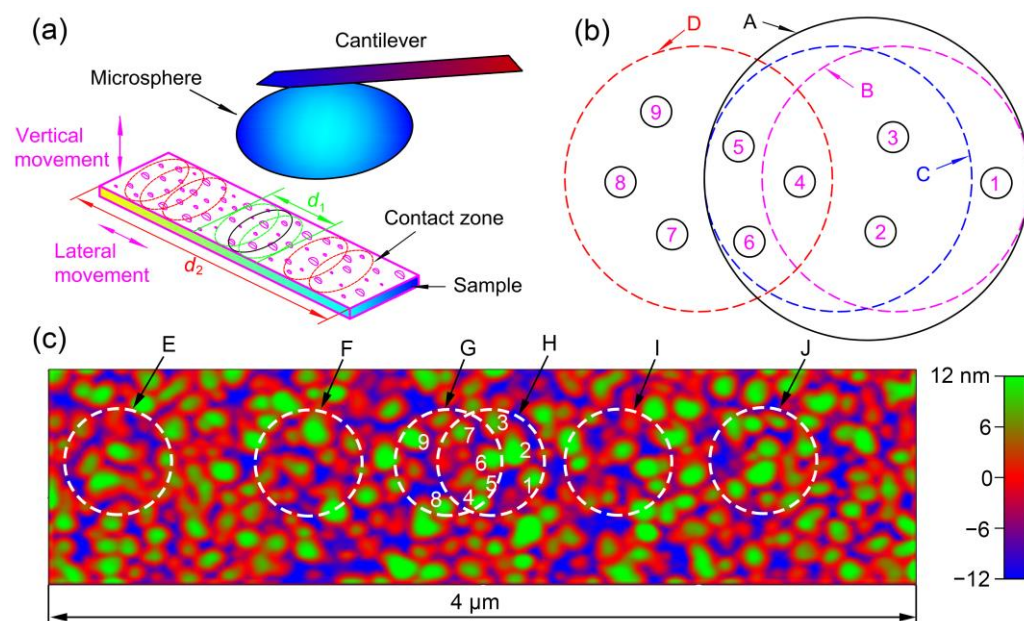 (a)
Cantilever
Microsphere
Vertical
movement
d₁
Contact zone
Lateral
movement
d₂
Sample
(b)
A
D
B
9
5
3
C
8
4
1
7
6
2
(c)
E
F
G
H
I
J
3
7
9
2
6
5
1
8
4
12 nm
6
0
−6
−12
4 μm